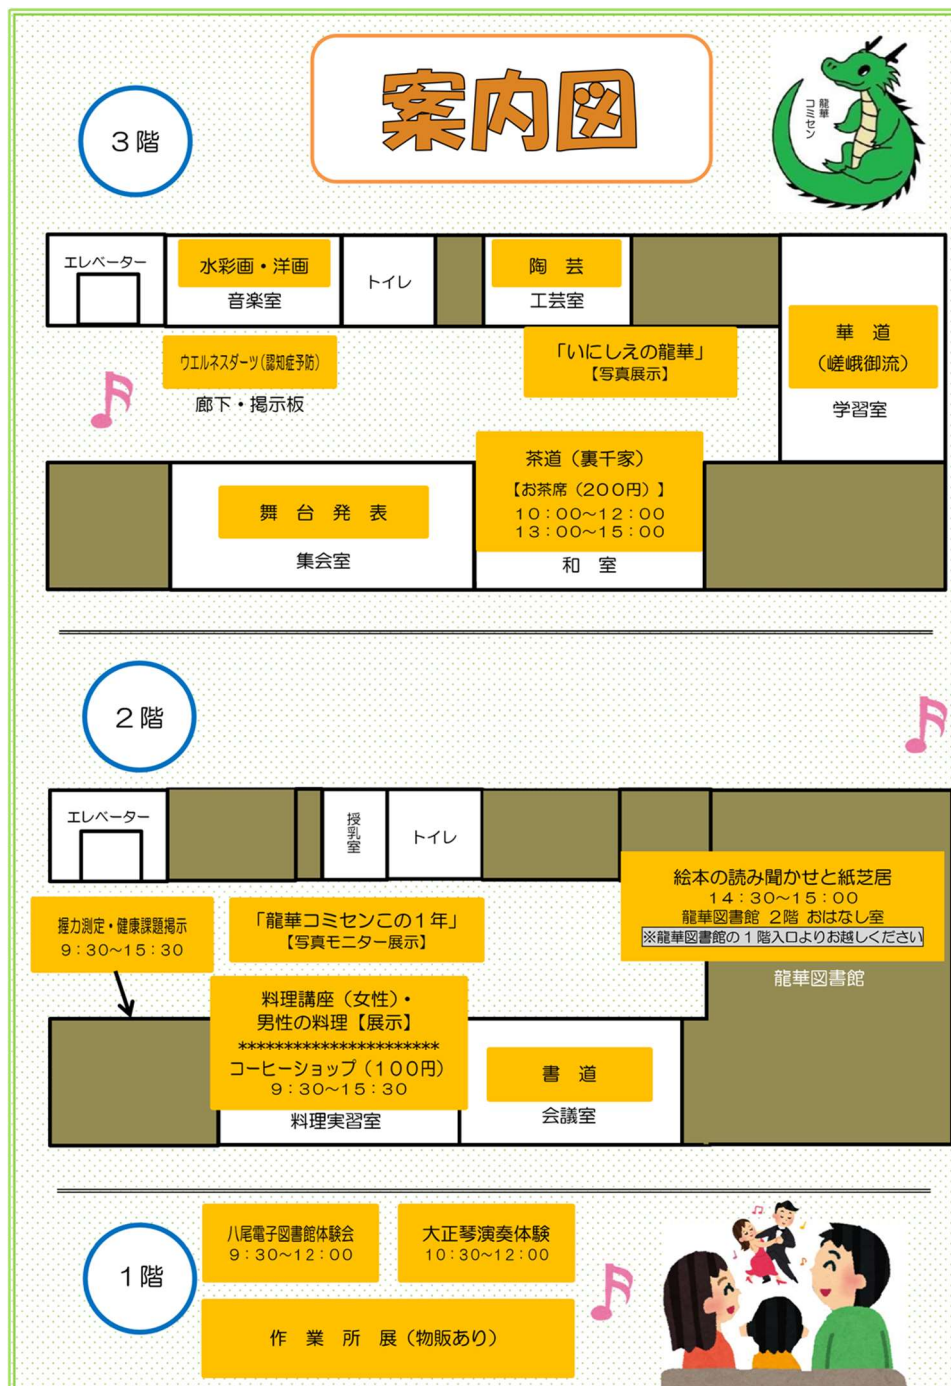 案内図
龍華
コミセン
３階
エレベーター
水彩画・洋画
音楽室
トイレ
陶　芸
工芸室
華　道
（嵯峨御流）
学習室
ウエルネスダーツ（認知症予防）
廊下・掲示板
「いにしえの龍華」
【写真展示】
舞　台　発　表
集会室
茶道（裏千家）
【お茶席（２００円）】
１０：００～１２：００
１３：００～１５：００
和　室
２階
エレベーター
授乳室
トイレ
絵本の読み聞かせと紙芝居
１４：３０～１５：００
龍華図書館 ２階 おはなし室
※龍華図書館の１階入口よりお越しください
龍華図書館
握力測定・健康課題掲示
９：３０～１５：３０
「龍華コミセンこの１年」
【写真モニター展示】
料理講座（女性）・
男性の料理【展示】
**********************
コーヒーショップ（１００円）
９：３０～１５：３０
料理実習室
書　道
会議室
１階
八尾電子図書館体験会
９：３０～１２：００
大正琴演奏体験
１０：３０～１２：００
作　業　所　展（物販あり）